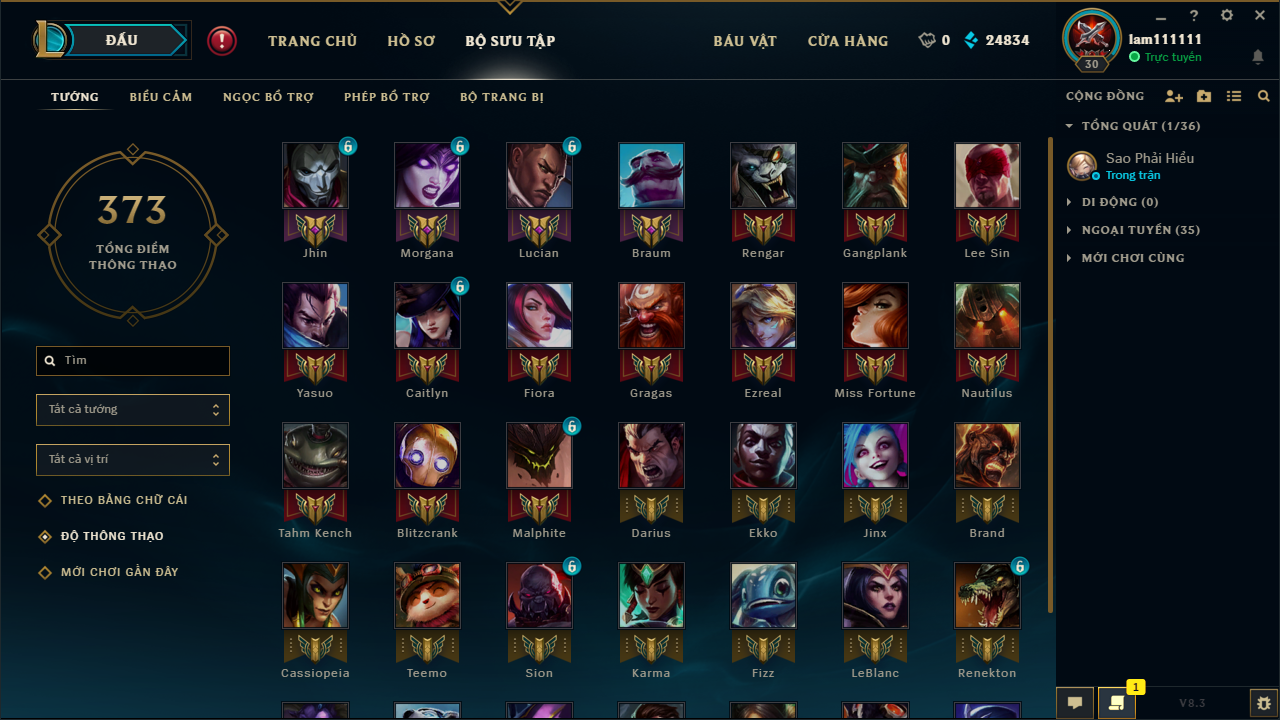 ĐẤU
!
TRANG CHỦ
HỒ SƠ
BỘ SƯU TẬP
BÁU VẬT
CỬA HÀNG
0
24834
?
30
lam111111
Trực tuyến
TƯỚNG
BIỂU CẢM
NGỌC BỔ TRỢ
PHÉP BỔ TRỢ
BỘ TRANG BỊ
CỘNG ĐỒNG
TỔNG QUÁT (1/36)
Sao Phải Hiểu
Trong trận
DI ĐỘNG (0)
NGOẠI TUYẾN (35)
MỚI CHƠI CÙNG
373
TỔNG ĐIỂM
THÔNG THẠO
Tìm
Tất cả tướng
Tất cả vị trí
THEO BẢNG CHỮ CÁI
ĐỘ THÔNG THẠO
MỚI CHƠI GẦN ĐÂY
6
6
6
Jhin
Morgana
Lucian
Braum
Rengar
Gangplank
Lee Sin
6
Yasuo
Caitlyn
Fiora
Gragas
Ezreal
Miss Fortune
Nautilus
6
Tahm Kench
Blitzcrank
Malphite
Darius
Ekko
Jinx
Brand
6
6
Cassiopeia
Teemo
Sion
Karma
Fizz
LeBlanc
Renekton
1
V8.3